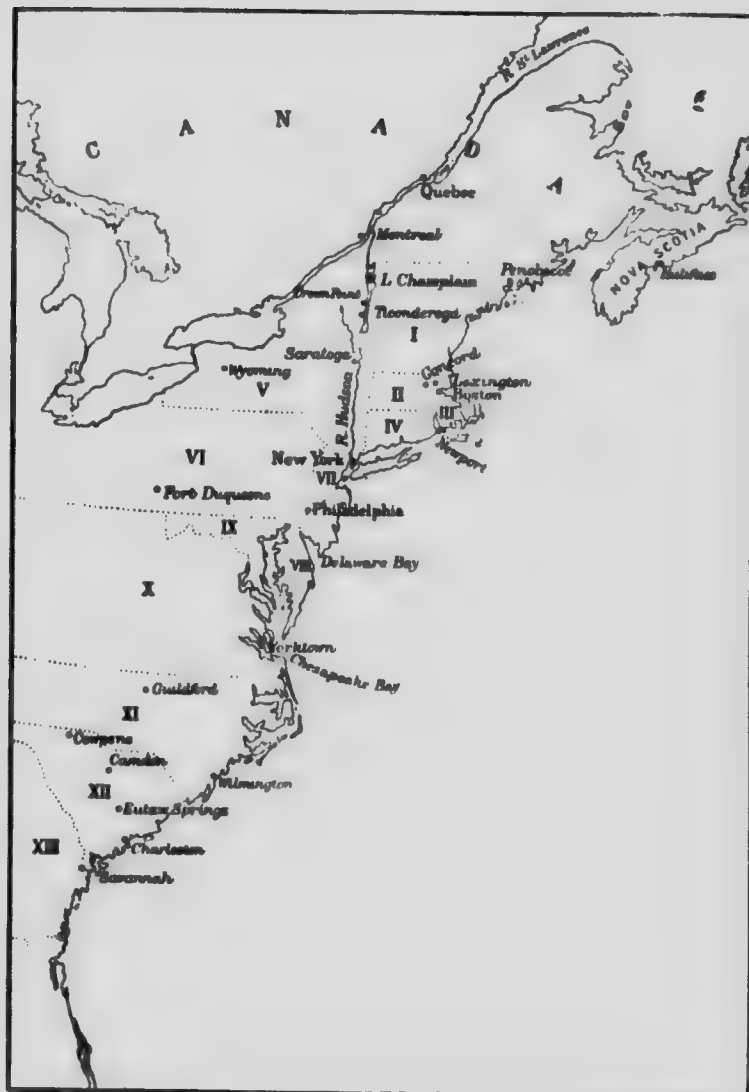 R. St. Lawrence
C A N A D A
Quebec
Montreal
L Champlain
Penobscot
NOVA SCOTIA
Halifax
Crown Point
Ticonderoga
I
Saratoga
Concord
Wyoming
V
II
Lexington
Boston
R. Hudson
IV
III
VI
New York
Newport
VII
Fort Duquesne
Philadelphia
IX
VIII
Delaware Bay
X
Yorktown
Chesapeake Bay
Guildford
XI
Cowpens
Camden
Wilmington
XII
Eutaw Springs
XIII
Charleston
Savannah